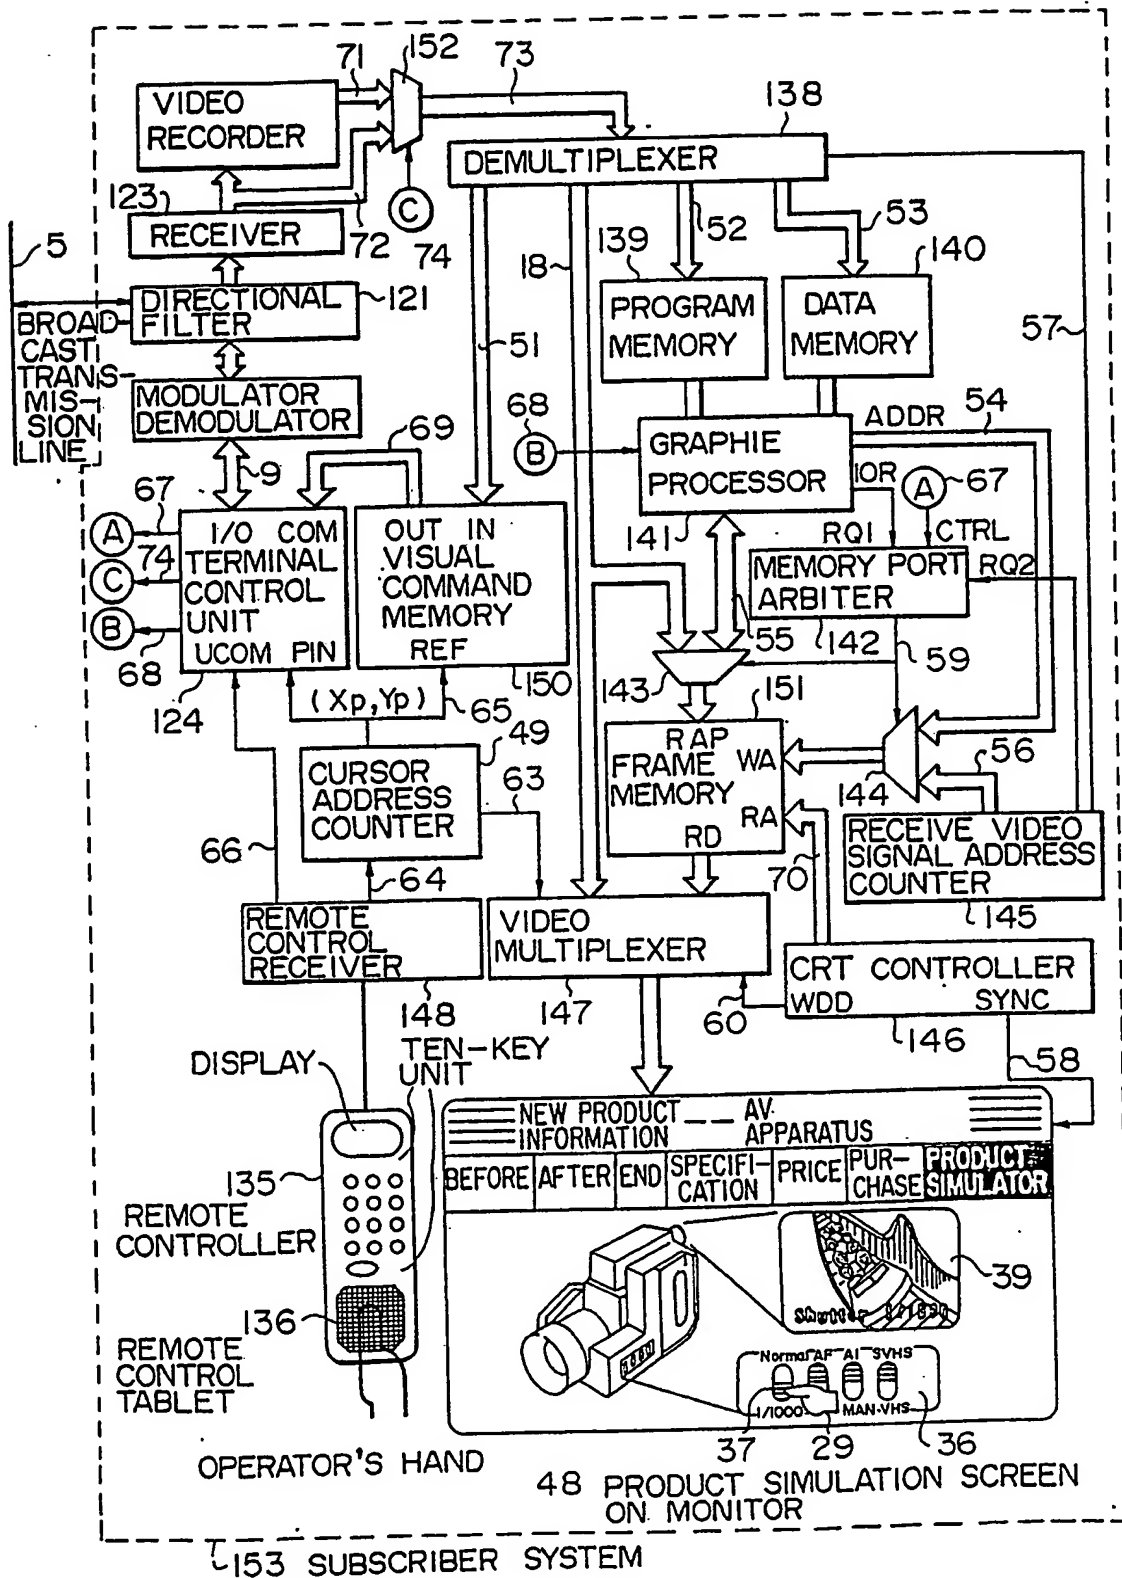 71
152
73
138
VIDEO
RECORDER
DEMULTIPLEXER
123
72
C
74
RECEIVER
5
18
52
139
53
140
DIRECTIONAL
FILTER
121
BROAD
CAST
TRANS-
MIS-
SION
LINE
PROGRAM
MEMORY
DATA
MEMORY
57
51
MODULATOR
DEMODULATOR
69
68
B
GRAPHIE
PROCESSOR
ADDR
54
9
IOR
A
67
67
A
74
C
B
68
I/O COM
TERMINAL
CONTROL
UNIT
UCOM PIN
124
OUT IN
VISUAL
COMMAND
MEMORY
REF
150
141
RQ1
CTRL
RQ2
MEMORY PORT
ARBITER
142
55
59
143
151
(Xp,Yp)
65
49
CURSOR
ADDRESS
COUNTER
63
RAP
FRAME
MEMORY
WA
RA
RD
144
56
66
64
70
RECEIVE VIDEO
SIGNAL ADDRESS
COUNTER
145
REMOTE
CONTROL
RECEIVER
148
VIDEO
MULTIPLEXER
147
CRT CONTROLLER
WDD SYNC
60
146
58
DISPLAY
TEN-KEY
UNIT
NEW PRODUCT
INFORMATION
AV.
APPARATUS
BEFORE
AFTER
END
SPECIFI-
CATION
PRICE
PUR-
CHASE
PRODUCT
SIMULATOR
135
REMOTE
CONTROLLER
136
REMOTE
CONTROL
TABLET
39
Shutter
Normal AF AI SVHS
1/1000 MAN VHS
37
29
36
OPERATOR'S HAND
48 PRODUCT SIMULATION SCREEN
ON MONITOR
153 SUBSCRIBER SYSTEM